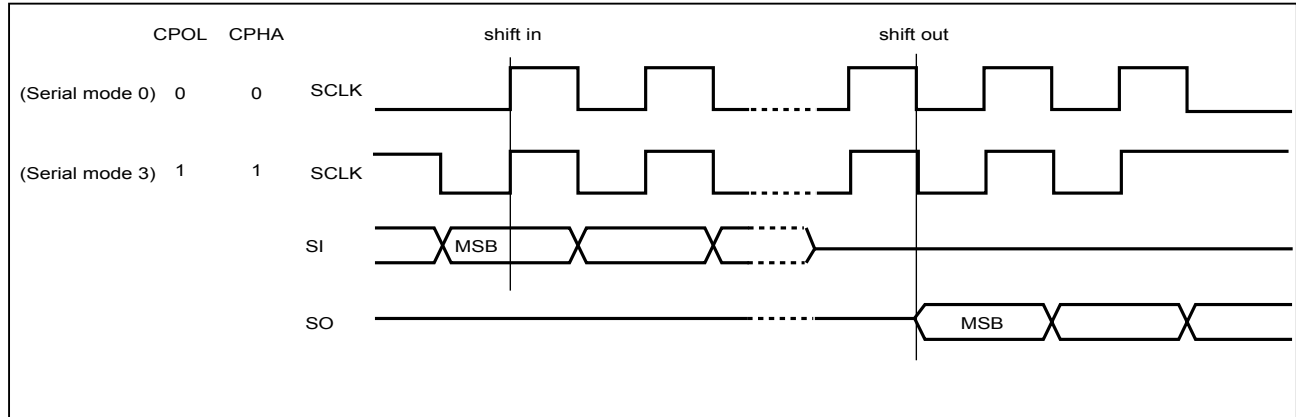 CPOL CPHA shift in shift out
(Serial mode 0) 0 0 SCLK
(Serial mode 3) 1 1 SCLK
SI MSB
SO MSB